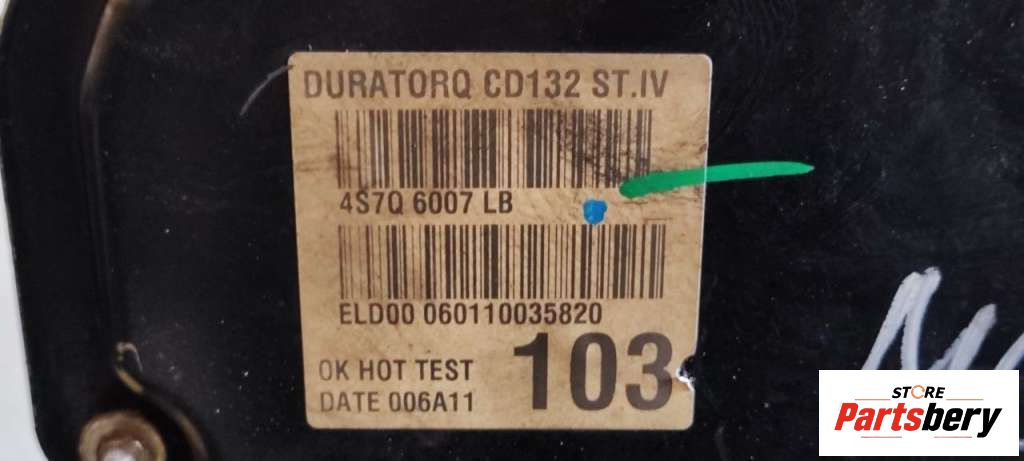 DURATORQ CD132 ST.IV
4S7Q 6007 LB
ELD00 060110035820
OK HOT TEST
DATE 006A11
103
STORE
Partsbery